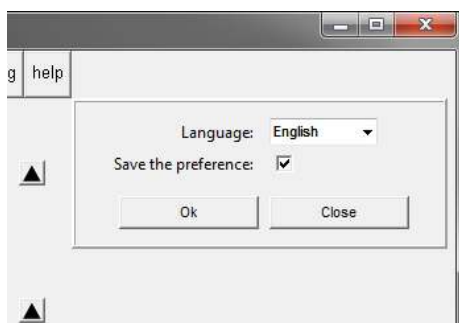 g help
Language: English
Save the preference:
Ok Close